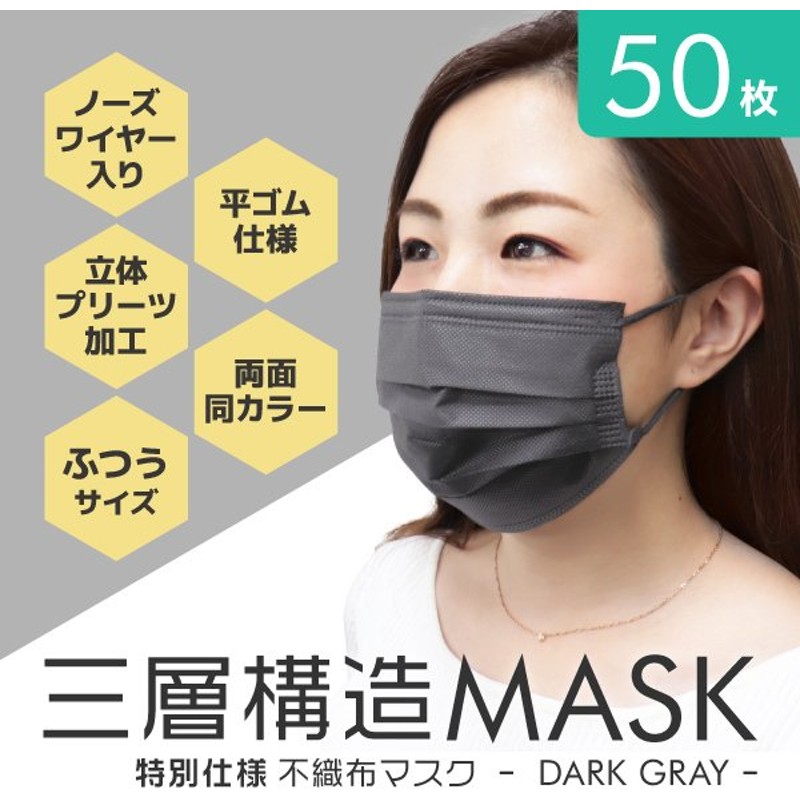 50枚
ノーズ
ワイヤー
入り
平ゴム
仕様
立体
プリーツ
加工
両面
同カラー
ふつう
サイズ
三層構造MASK
特別仕様 不織布マスク - DARK GRAY -